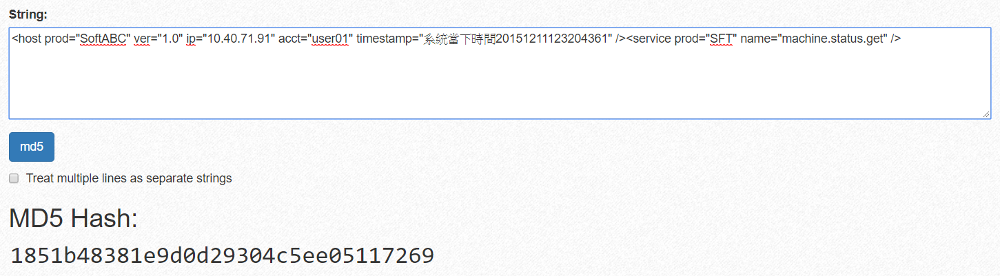 String:
<host prod="SoftABC" ver="1.0" ip="10.40.71.91" acct="user01" timestamp="系統當下時間20151211123204361" /><service prod="SFT" name="machine.status.get" />
md5
Treat multiple lines as separate strings
MD5 Hash:
1851b48381e9d0d29304c5ee05117269